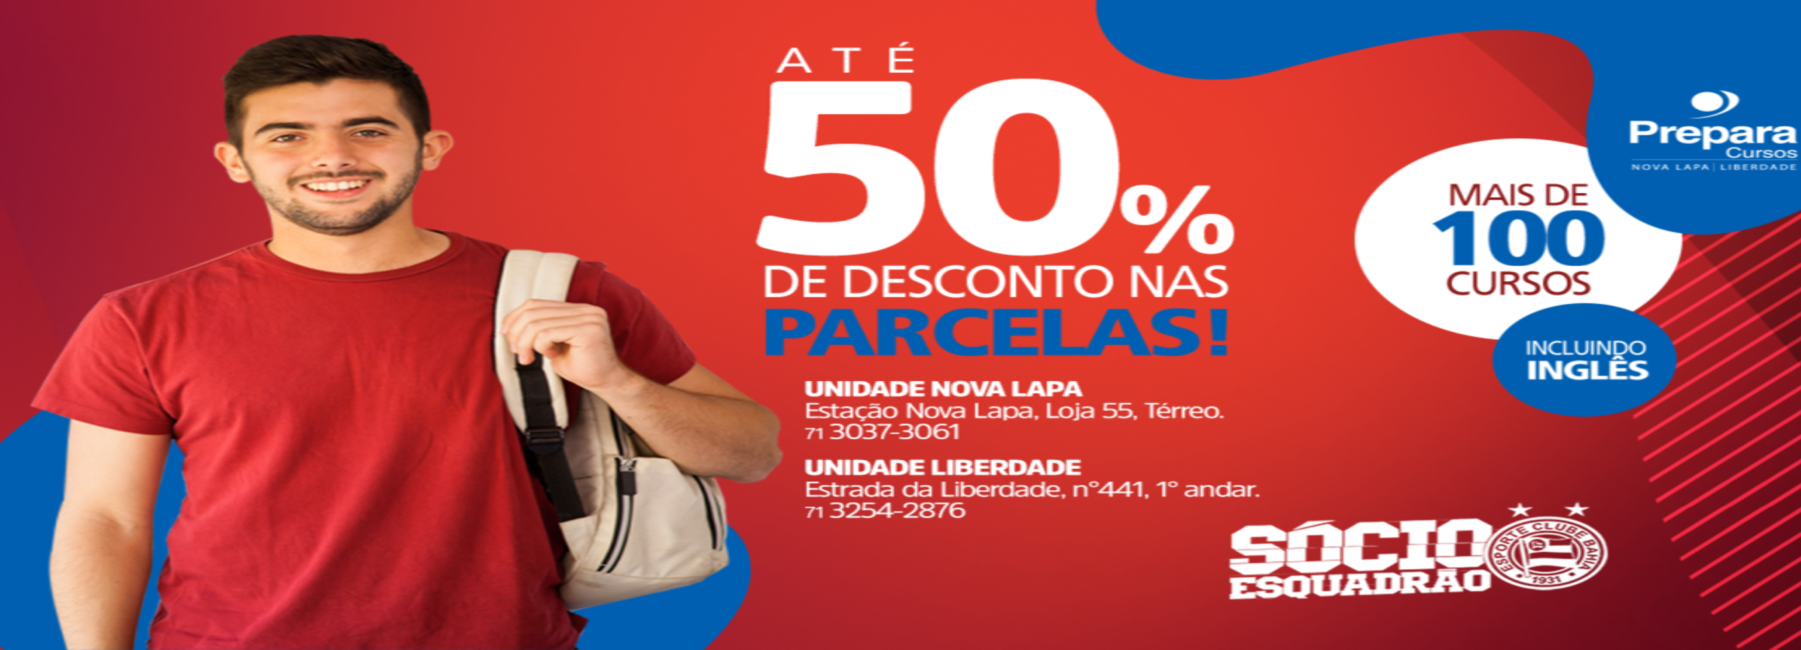 ATÉ
50%
DE DESCONTO NAS
PARCELAS!
UNIDADE NOVA LAPA
Estação Nova Lapa, Loja 55, Térreo.
71 3037-3061
UNIDADE LIBERDADE
Estrada da Liberdade, nº441, 1º andar.
71 3254-2876
Prepara
Cursos
NOVA LAPA | LIBERDADE
MAIS DE
100
CURSOS
INCLUINDO
INGLÊS
SÓCIO
ESQUADRÃO
ESPORTE CLUBE BAHIA
1931